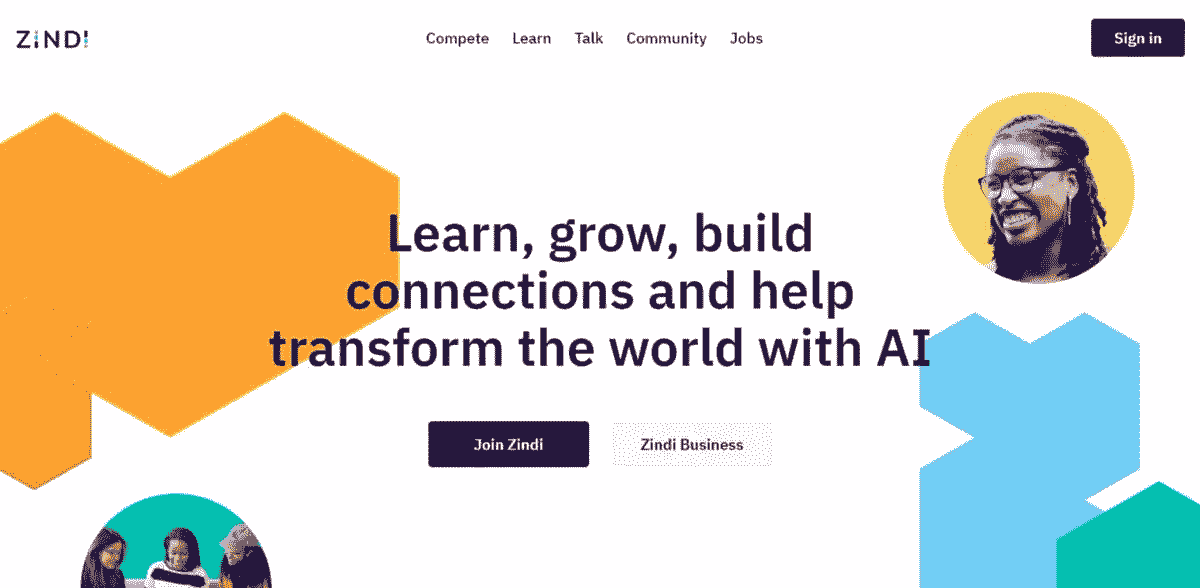 ZiNDi
Compete Learn Talk Community Jobs
Sign in
Learn, grow, build
connections and help
transform the world with AI
Join Zindi
Zindi Business